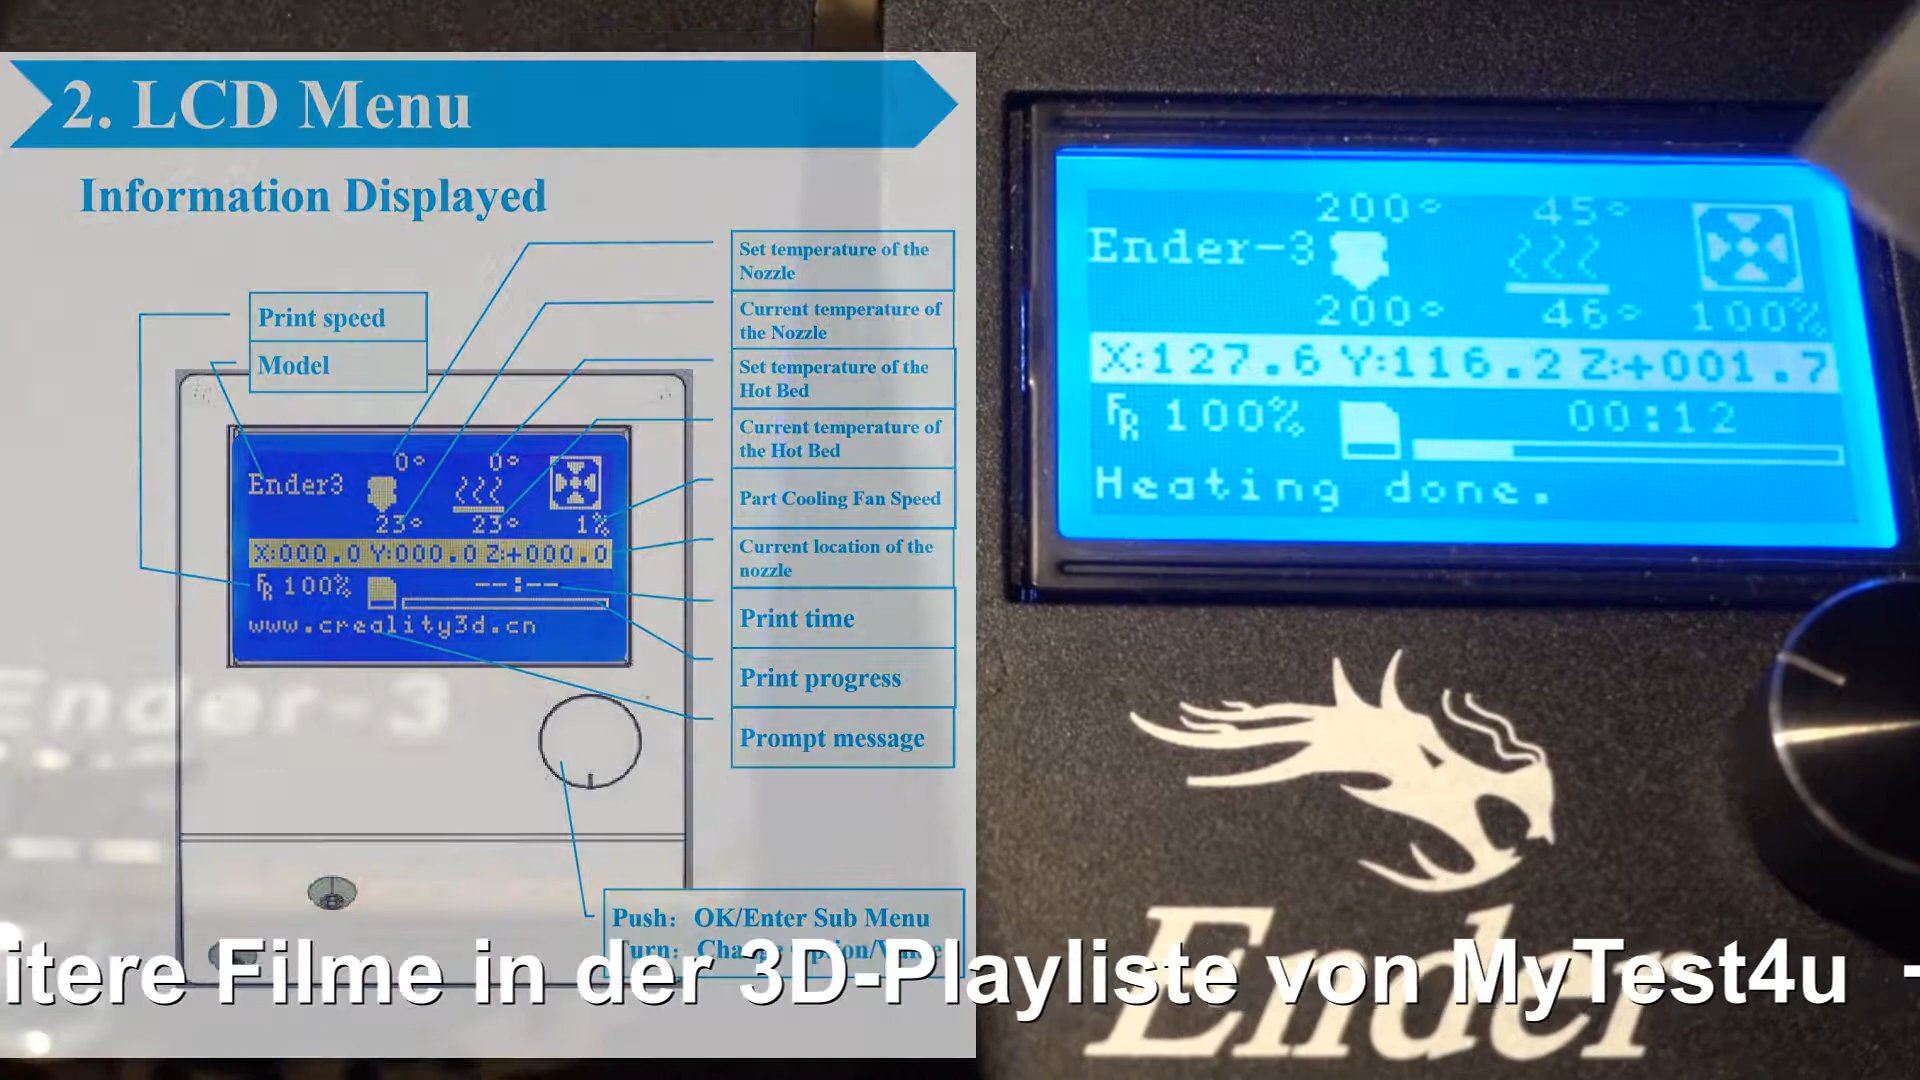 2. LCD Menu
Information Displayed
Print speed
Model
Set temperature of the
Nozzle
Current temperature of
the Nozzle
Set temperature of the
Hot Bed
Current temperature of
the Hot Bed
Part Cooling Fan Speed
Current location of the
nozzle
Print time
Print progress
Prompt message
0° 0°
Ender3
23° 23° 1%
X:000.0 Y:000.0 Z:+000.0
FR 100% --:--
www.creality3d.cn
Ender-3
Push: OK/Enter Sub Menu
Turn:
200° 45°
Ender-3
200° 46° 100%
X:127.6 Y:116.2 Z:+001.7
FR 100% 00:12
Heating done.
Ender
itere Filme in der 3D-Playliste von MyTest4u